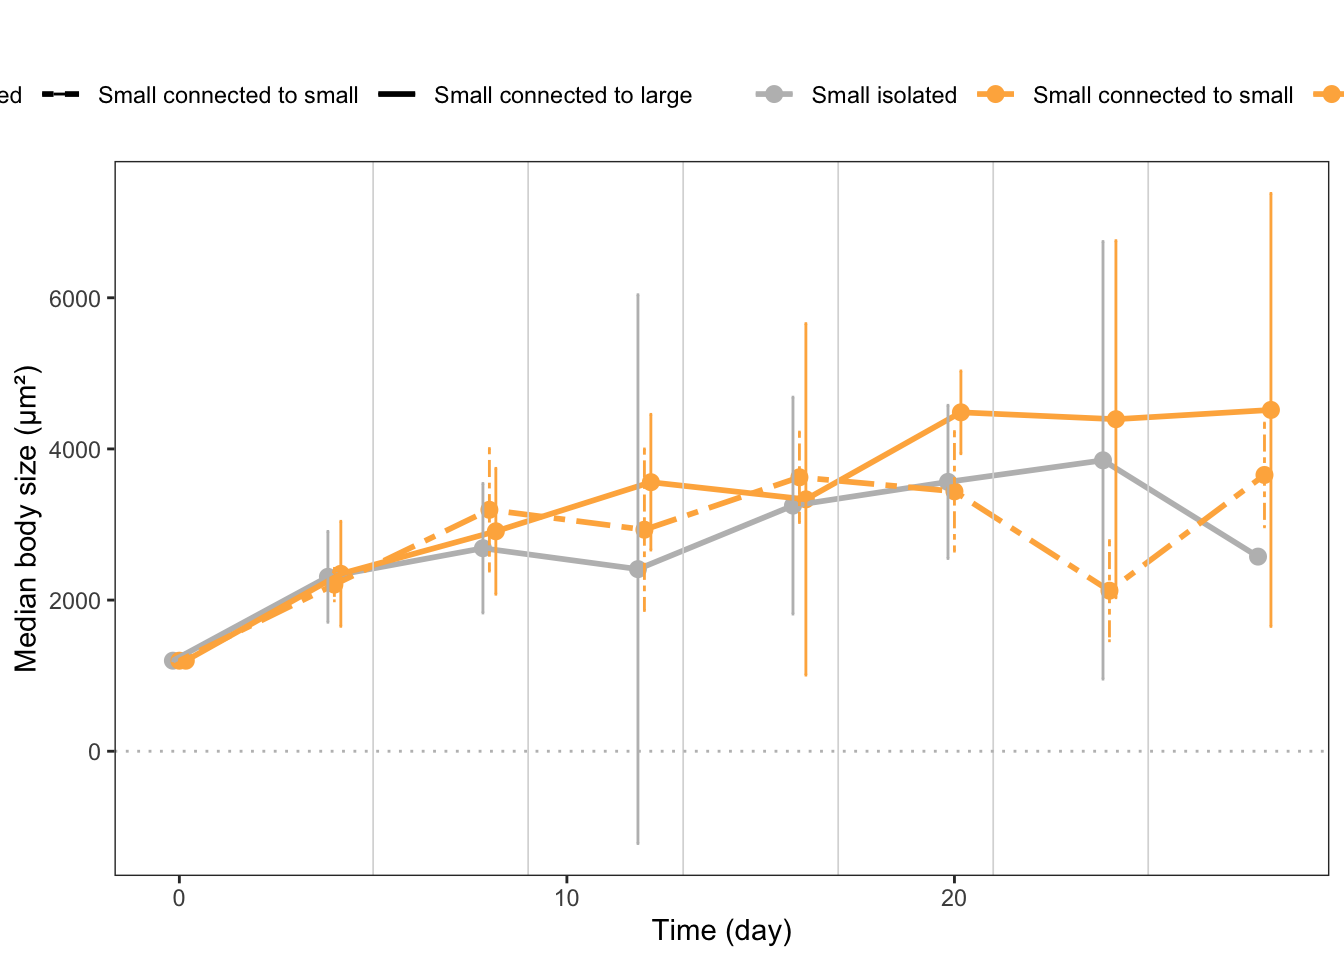 ed Small connected to small Small connected to large Small isolated Small connected to small
6000
4000
2000
0
Median body size (μm²)
0 10 20
Time (day)